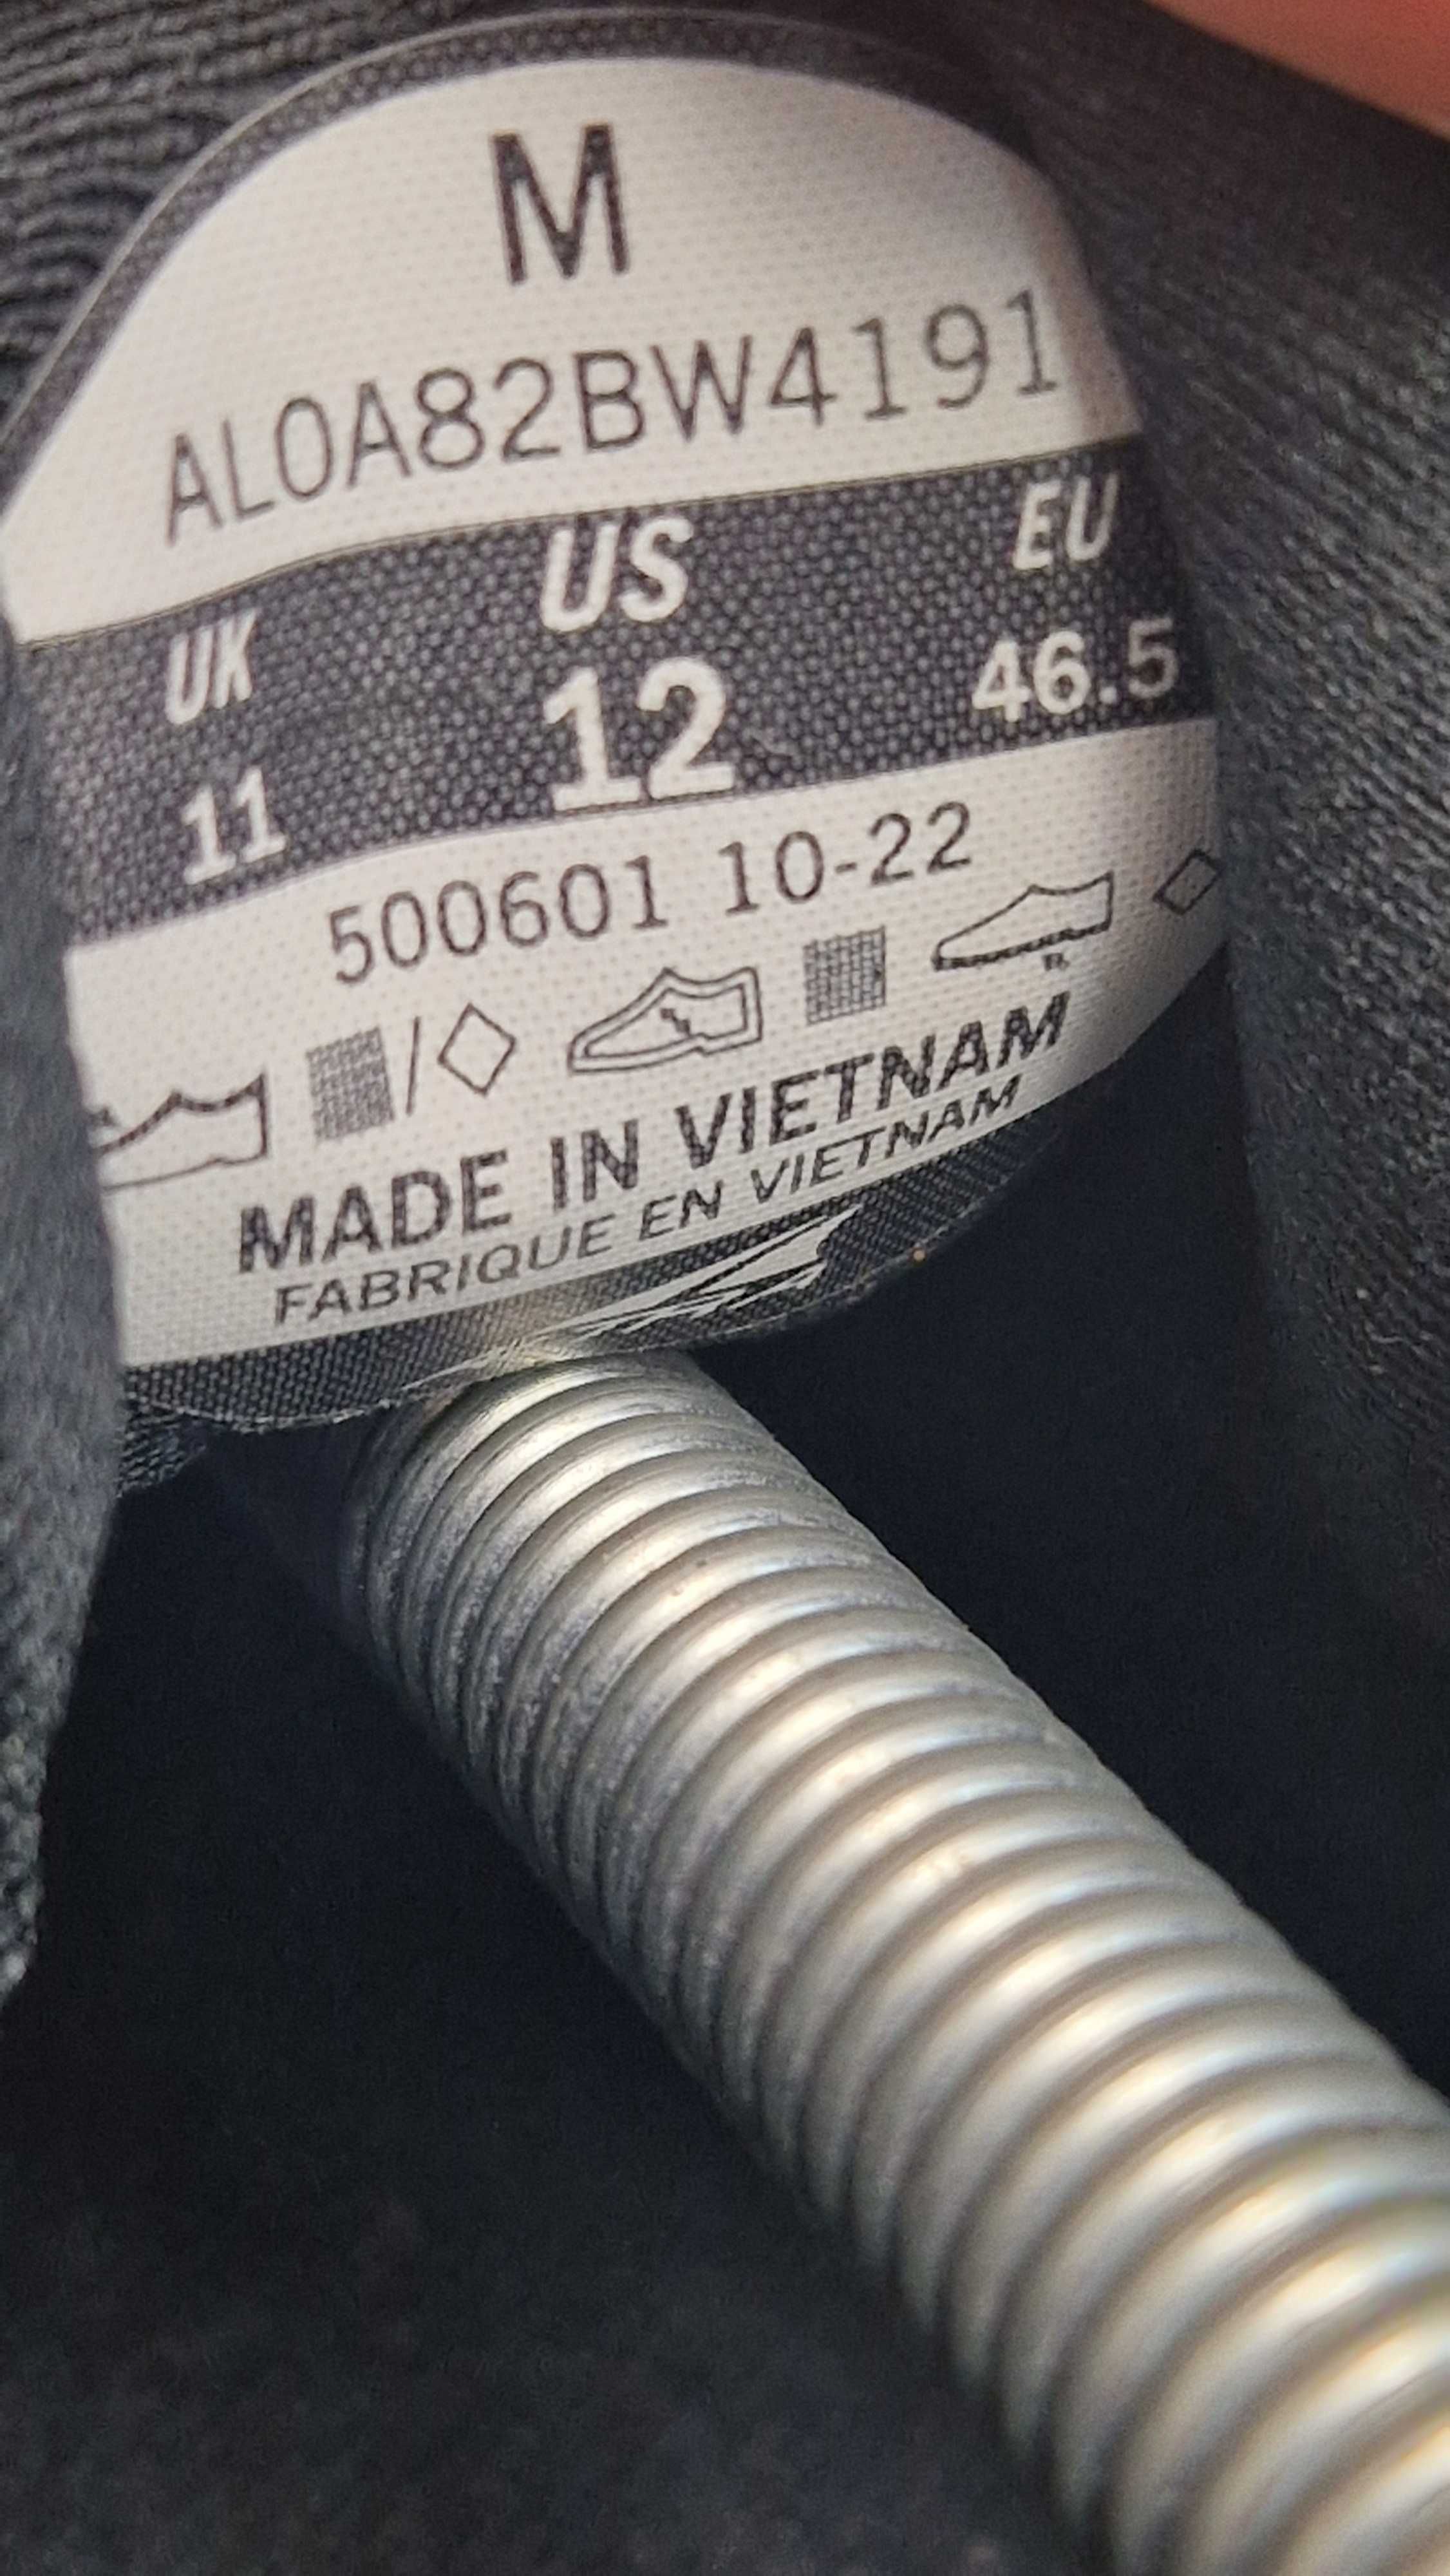 M
AL0A82BW4191
UK US EU
11 12 46.5
500601 10-22
MADE IN VIETNAM
FABRIQUE EN VIETNAM